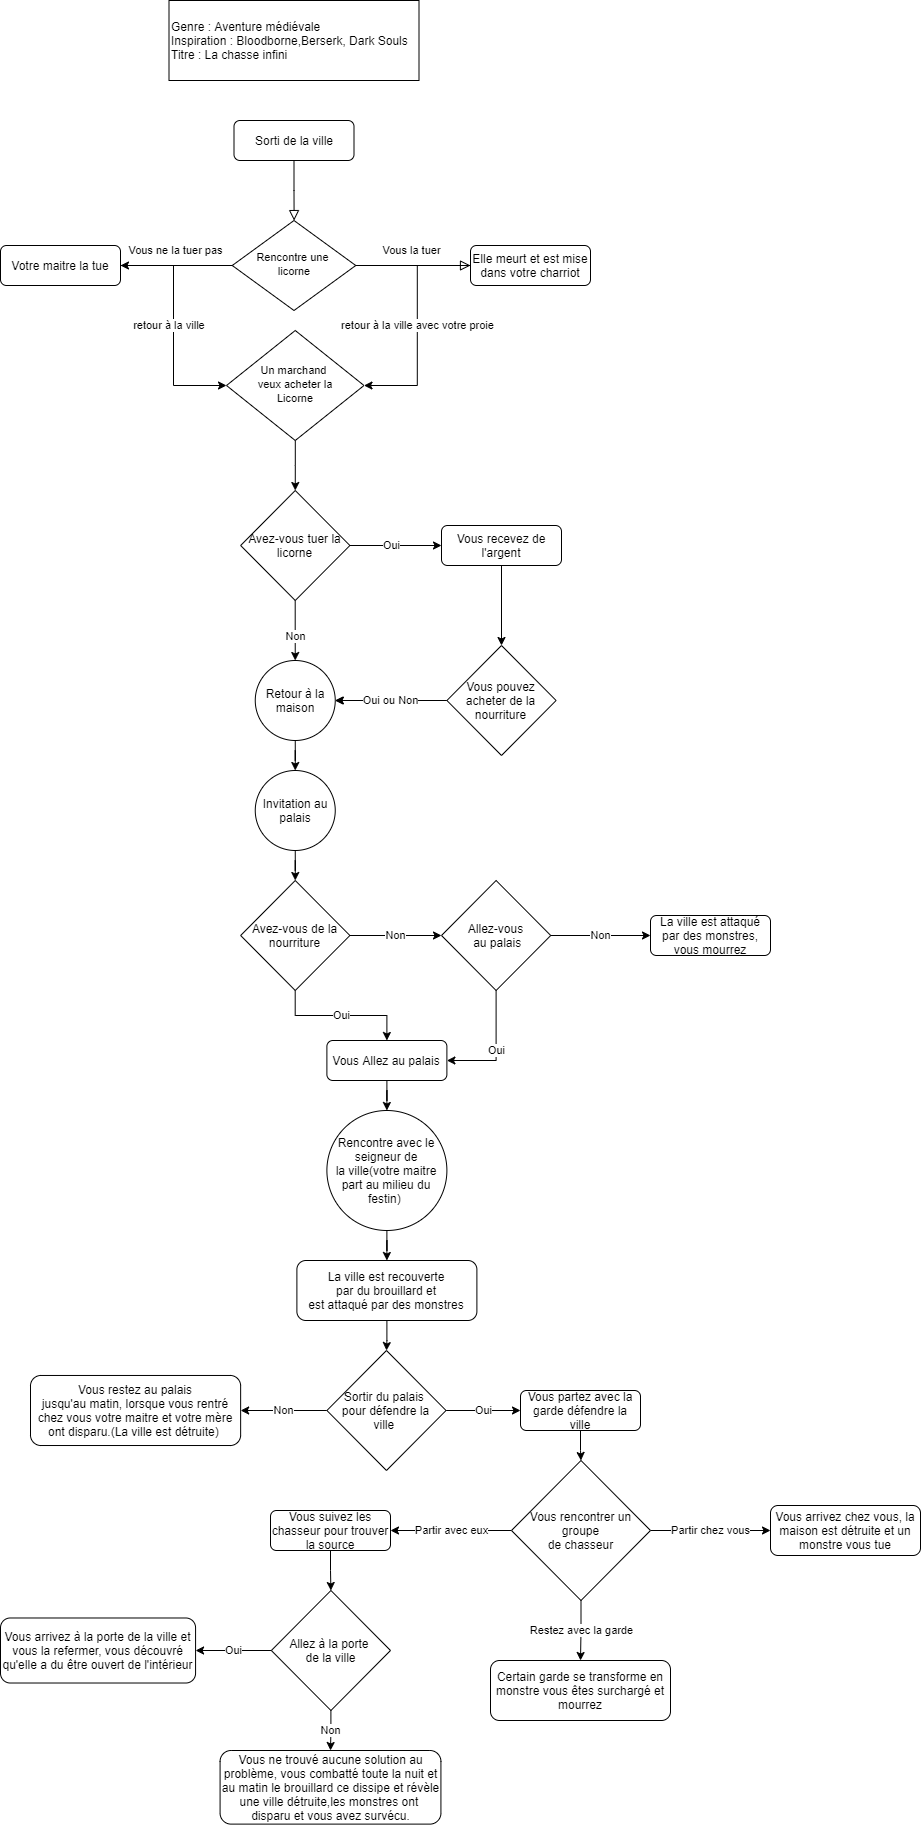 Genre : Aventure médiévale
Inspiration : Bloodborne,Berserk, Dark Souls
Titre : La chasse infini
Sorti de la ville
Vous ne la tuer pas
Vous la tuer
Votre maitre la tue
Rencontre une
licorne
Elle meurt et est mise
dans votre charriot
retour à la ville
retour à la ville avec votre proie
Un marchand
veux acheter la
Licorne
Avez-vous tuer la
licorne
Oui
Vous recevez de
l'argent
Non
Retour à la
maison
Oui ou Non
Vous pouvez
acheter de la
nourriture
Invitation au
palais
Avez-vous de la
nourriture
Non
Allez-vous
au palais
Non
La ville est attaqué
par des monstres,
vous mourrez
Oui
Oui
Vous Allez au palais
Rencontre avec le
seigneur de
la ville(votre maitre
part au milieu du
festin)
La ville est recouverte
par du brouillard et
est attaqué par des monstres
Vous restez au palais
jusqu'au matin, lorsque vous rentré
chez vous votre maitre et votre mère
ont disparu.(La ville est détruite)
Non
Sortir du palais
pour défendre la
ville
Oui
Vous partez avec la
garde défendre la
ville
Vous suivez les
chasseur pour trouver
la source
Partir avec eux
Vous rencontrer un
groupe
de chasseur
Partir chez vous
Vous arrivez chez vous, la
maison est détruite et un
monstre vous tue
Restez avec la garde
Vous arrivez à la porte de la ville et
vous la refermer, vous découvré
qu'elle a du être ouvert de l'intérieur
Oui
Allez à la porte
de la ville
Certain garde se transforme en
monstre vous êtes surchargé et
mourrez
Non
Vous ne trouvé aucune solution au
problème, vous combatté toute la nuit et
au matin le brouillard ce dissipe et révèle
une ville détruite,les monstres ont
disparu et vous avez survécu.